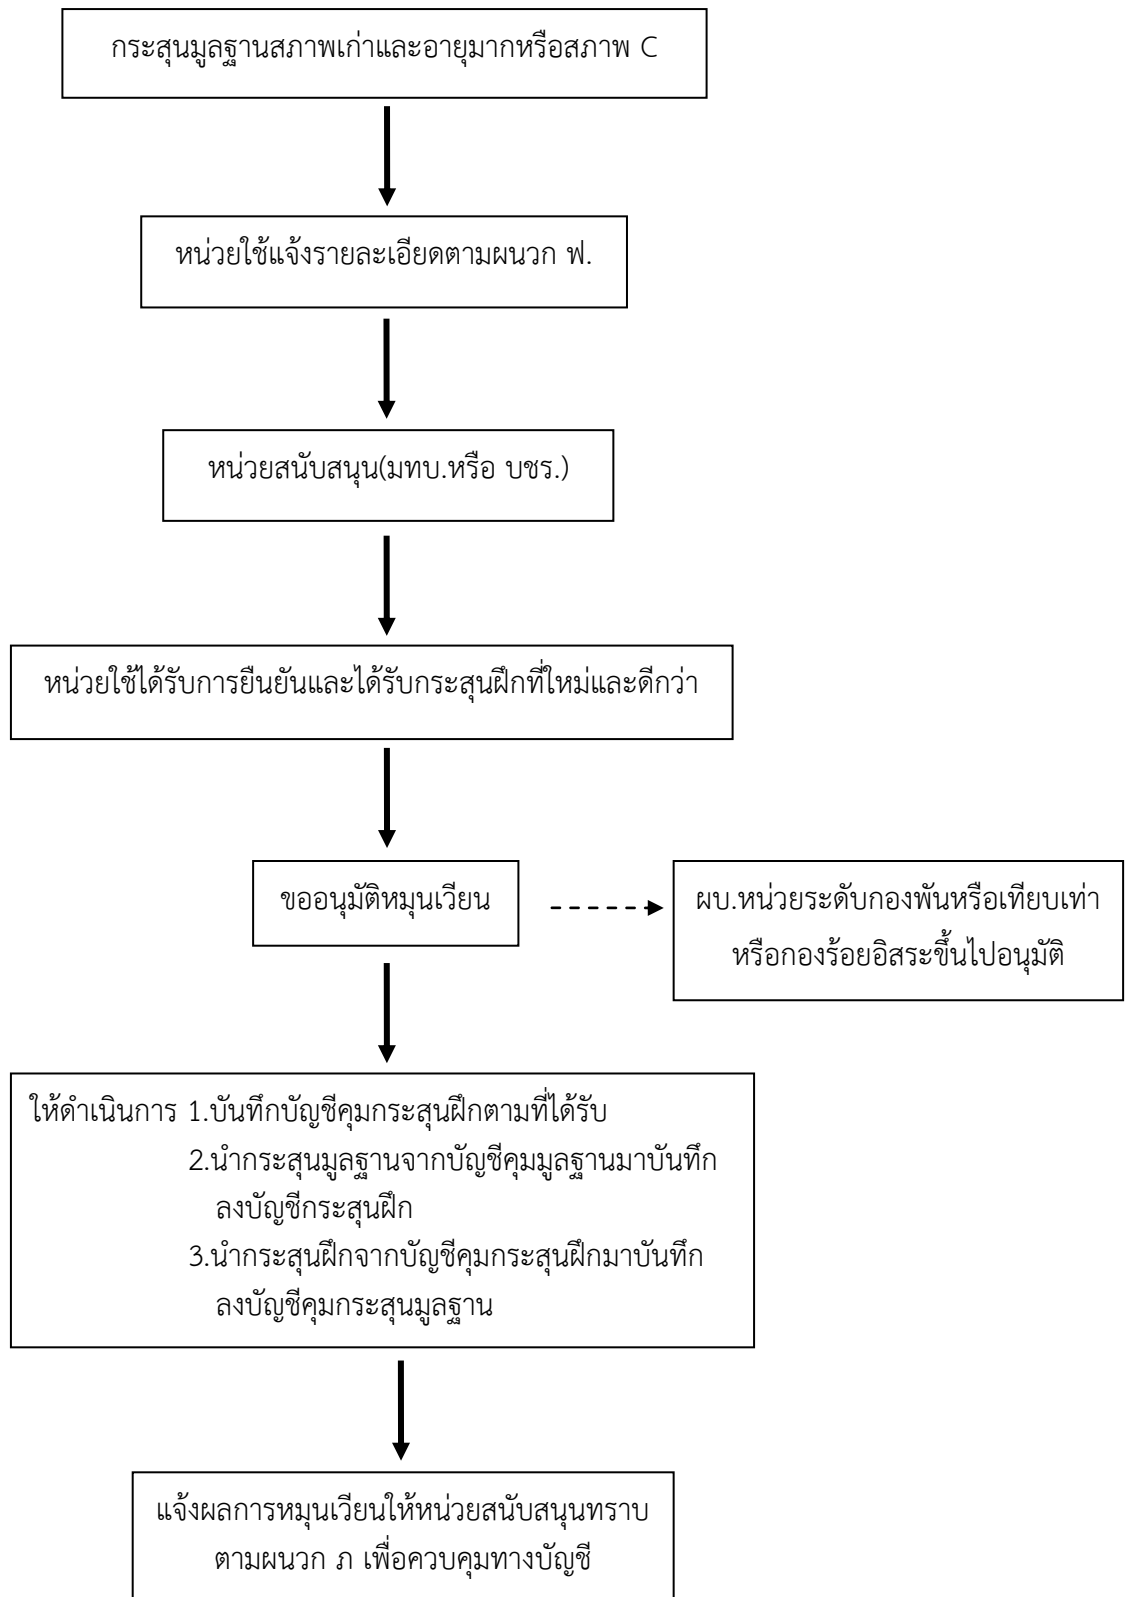 กระสุนมูลฐานสภาพเก่าและอายุมากหรือสภาพ C
หน่วยใช้แจ้งรายละเอียดตามผนวก ฟ.
หน่วยสนับสนุน(มทบ.หรือ บชร.)
หน่วยใช้ได้รับการยืนยันและได้รับกระสุนฝึกที่ใหม่และดีกว่า
ขออนุมัติหมุนเวียน
ผบ.หน่วยระดับกองพันหรือเทียบเท่า
หรือกองร้อยอิสระขึ้นไปอนุมัติ
ให้ดำเนินการ 1.บันทึกบัญชีคุมกระสุนฝึกตามที่ได้รับ
2.นำกระสุนมูลฐานจากบัญชีคุมมูลฐานมาบันทึก
ลงบัญชีกระสุนฝึก
3.นำกระสุนฝึกจากบัญชีคุมกระสุนฝึกมาบันทึก
ลงบัญชีคุมกระสุนมูลฐาน
แจ้งผลการหมุนเวียนให้หน่วยสนับสนุนทราบ
ตามผนวก ภ เพื่อควบคุมทางบัญชี